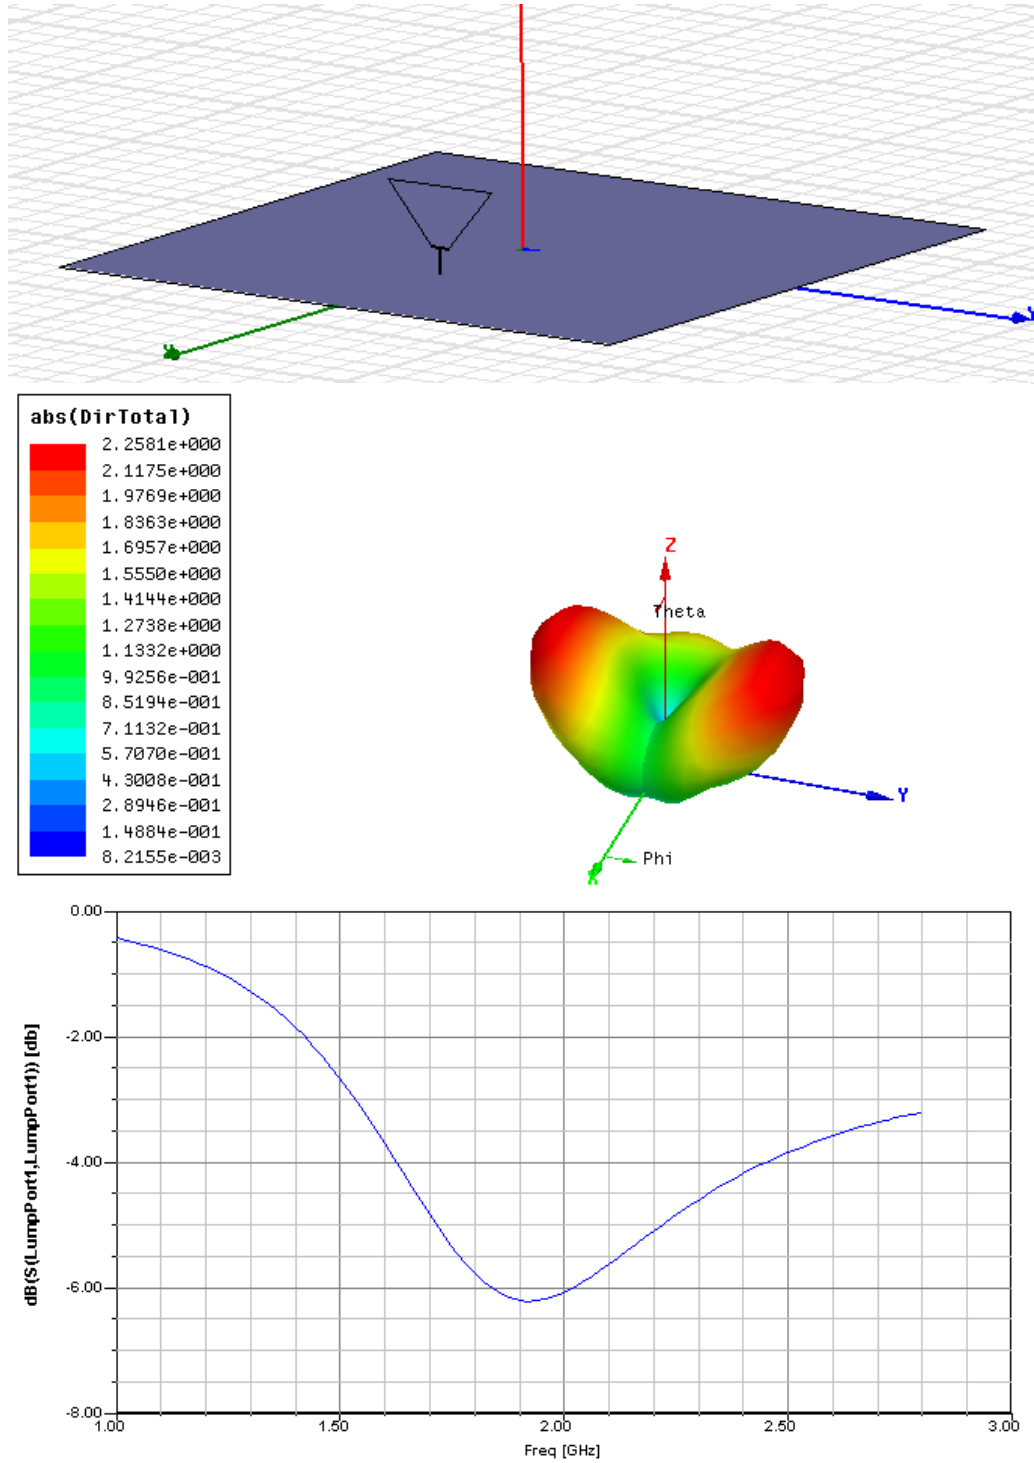 X
Y
abs(DirTotal)
2.2581e+000
2.1175e+000
1.9769e+000
1.8363e+000
1.6957e+000
1.5550e+000
1.4144e+000
1.2738e+000
1.1332e+000
9.9256e-001
8.5194e-001
7.1132e-001
5.7070e-001
4.3008e-001
2.8946e-001
1.4884e-001
8.2155e-003
Z
Theta
Y
Phi
X
dB(S(LumpPort1,LumpPort1)) [db]
0.00
-2.00
-4.00
-6.00
-8.00
1.00
1.50
2.00
2.50
3.00
Freq [GHz]